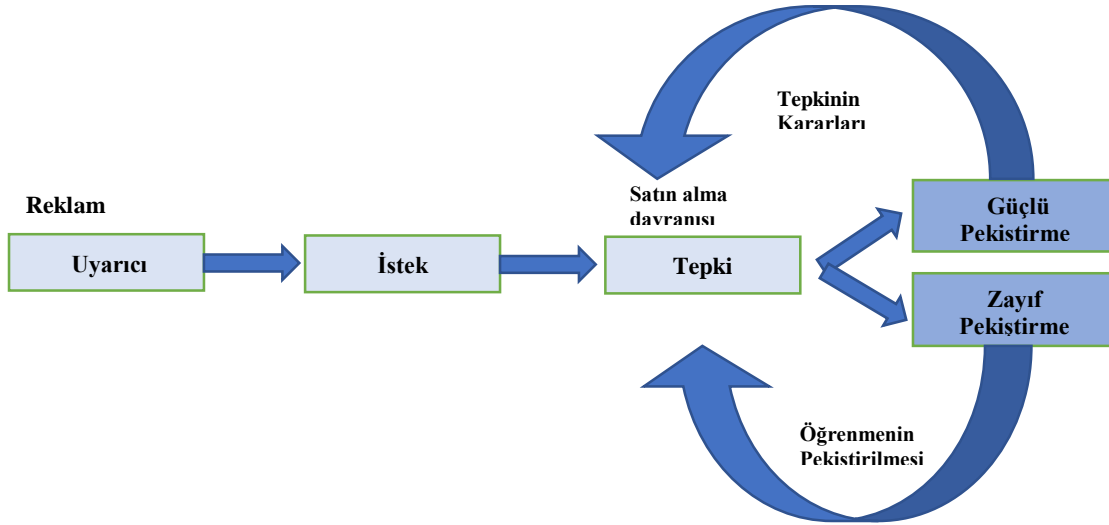 Tepkinin
Kararları
Satın alma
davranışı
Reklam
Uyarıcı
İstek
Tepki
Güçlü
Pekiştirme
Zayıf
Pekiştirme
Öğrenmenin
Pekiştirilmesi